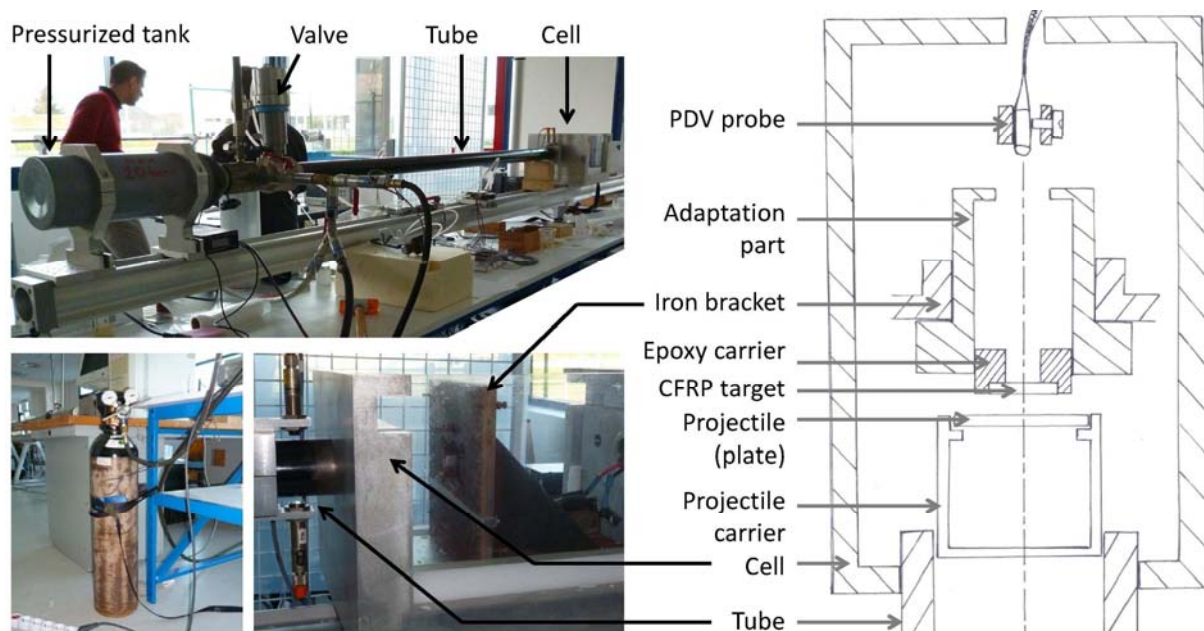 Pressurized tank
Valve
Tube
Cell
PDV probe
Adaptation
part
Iron bracket
Epoxy carrier
CFRP target
Projectile
(plate)
Projectile
carrier
Cell
Tube